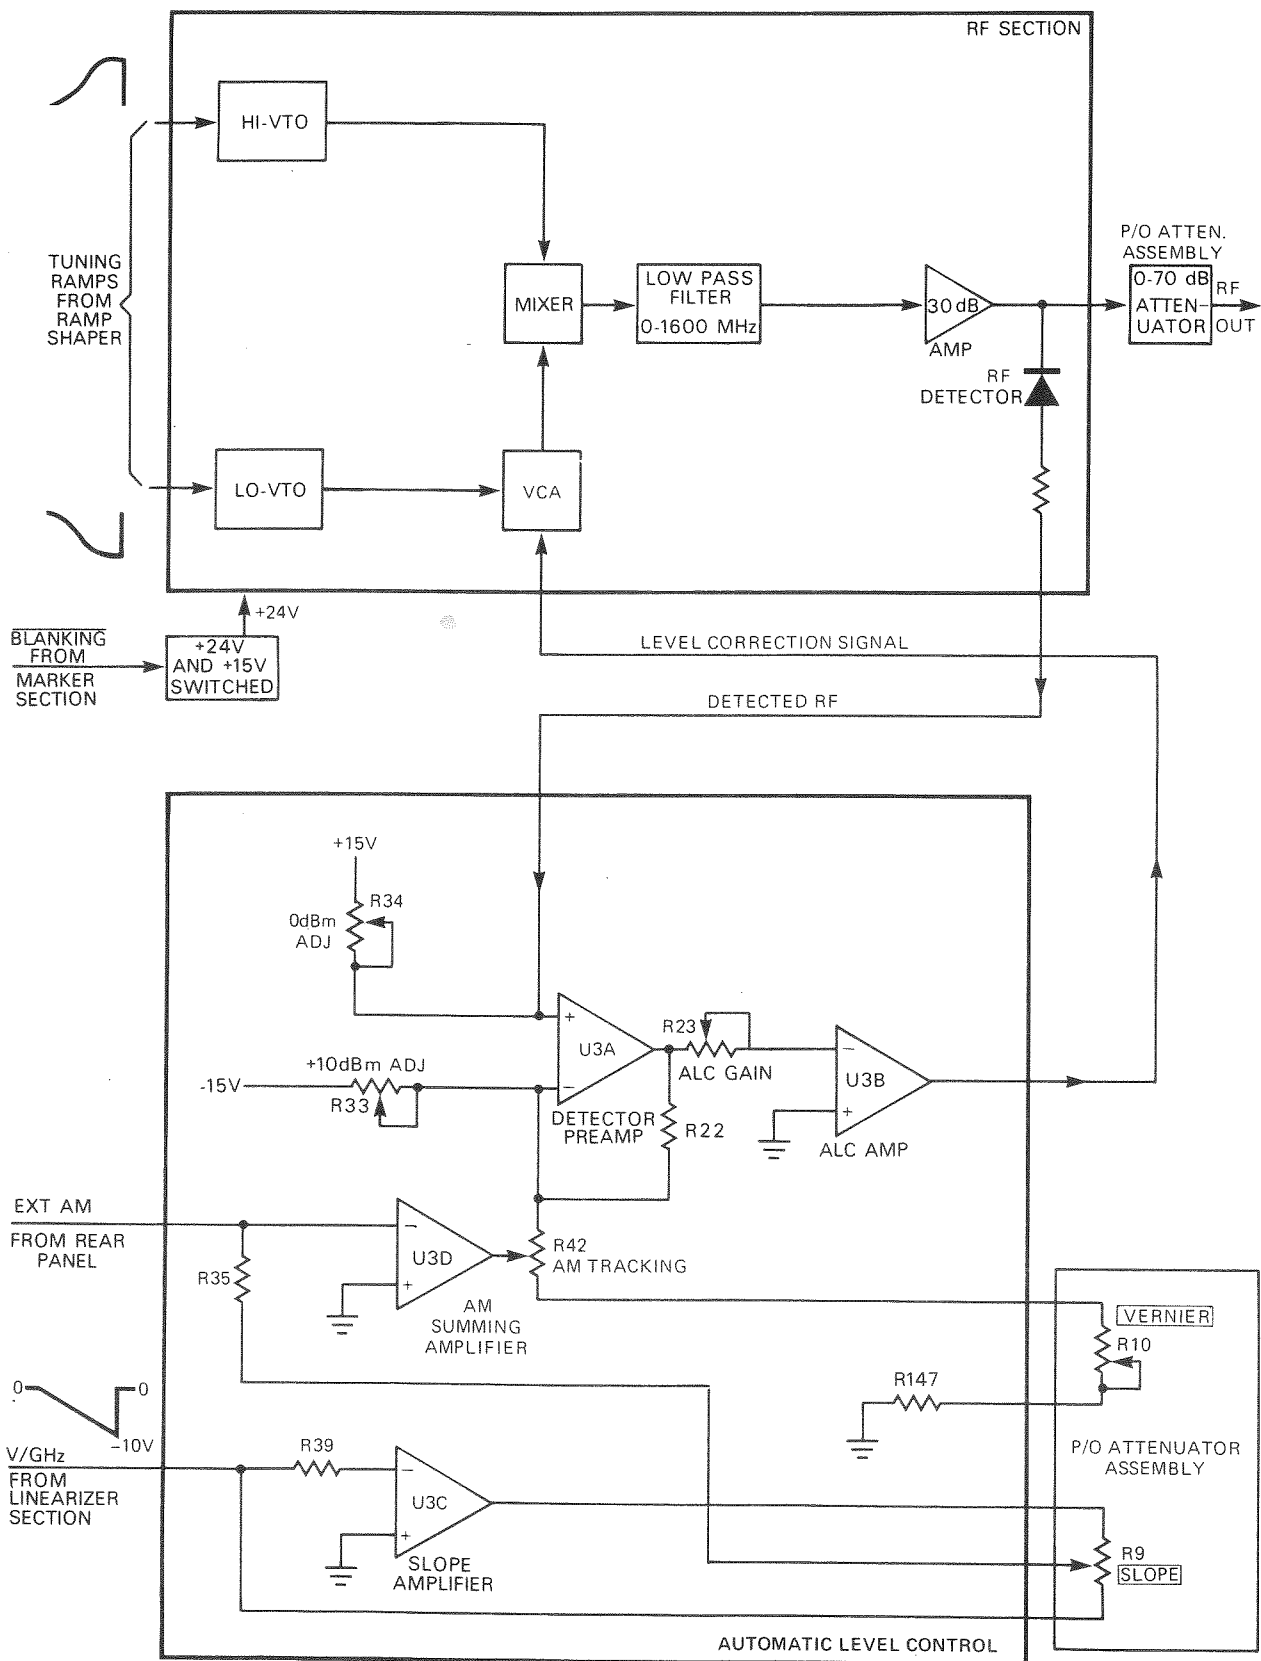 RF SECTION
HI-VTO
TUNING
RAMPS
FROM
RAMP
SHAPER
MIXER
LOW PASS
FILTER
0-1600 MHz
30 dB
AMP
P/O ATTEN.
ASSEMBLY
0-70 dB
ATTEN-
UATOR
RF
OUT
RF
DETECTOR
LO-VTO
VCA
+24V
BLANKING
FROM
MARKER
SECTION
+24V
AND +15V
SWITCHED
LEVEL CORRECTION SIGNAL
DETECTED RF
+15V
R34
0dBm
ADJ
+
U3A
−
DETECTOR
PREAMP
+10dBm ADJ
-15V
R33
R23
ALC GAIN
R22
−
U3B
+
ALC AMP
EXT AM
FROM REAR
PANEL
R35
−
U3D
+
AM
SUMMING
AMPLIFIER
R42
AM TRACKING
VERNIER
R10
R147
P/O ATTENUATOR
ASSEMBLY
0
0
−10V
V/GHz
FROM
LINEARIZER
SECTION
R39
−
U3C
+
SLOPE
AMPLIFIER
R9
SLOPE
AUTOMATIC LEVEL CONTROL